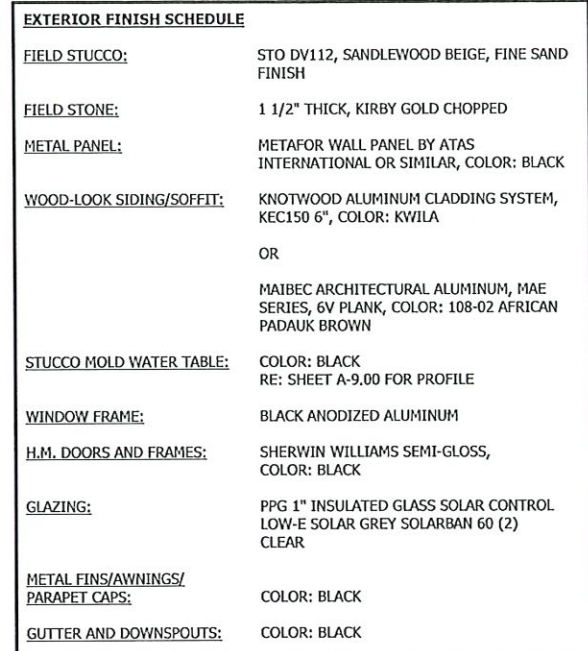 EXTERIOR FINISH SCHEDULE
FIELD STUCCO: STO DV112, SANDLEWOOD BEIGE, FINE SAND
FINISH
FIELD STONE: 1 1/2" THICK, KIRBY GOLD CHOPPED
METAL PANEL: METAFOR WALL PANEL BY ATAS
INTERNATIONAL OR SIMILAR, COLOR: BLACK
WOOD-LOOK SIDING/SOFFIT: KNOTWOOD ALUMINUM CLADDING SYSTEM,
KEC150 6", COLOR: KWILA
OR
MAIBEC ARCHITECTURAL ALUMINUM, MAE
SERIES, 6V PLANK, COLOR: 108-02 AFRICAN
PADAUK BROWN
STUCCO MOLD WATER TABLE: COLOR: BLACK
RE: SHEET A-9.00 FOR PROFILE
WINDOW FRAME: BLACK ANODIZED ALUMINUM
H.M. DOORS AND FRAMES: SHERWIN WILLIAMS SEMI-GLOSS,
COLOR: BLACK
GLAZING: PPG 1" INSULATED GLASS SOLAR CONTROL
LOW-E SOLAR GREY SOLARBAN 60 (2)
CLEAR
METAL FINS/AWNINGS/
PARAPET CAPS: COLOR: BLACK
GUTTER AND DOWNSPOUTS: COLOR: BLACK